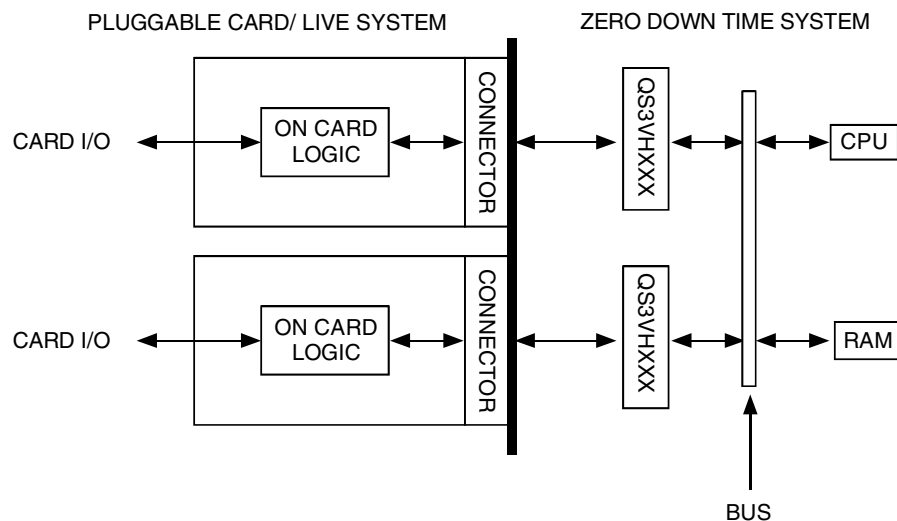 PLUGGABLE CARD/ LIVE SYSTEM
ZERO DOWN TIME SYSTEM
CARD I/O
ON CARD
LOGIC
CONNECTOR
QS3VHXXX
CPU
CARD I/O
ON CARD
LOGIC
CONNECTOR
QS3VHXXX
RAM
BUS